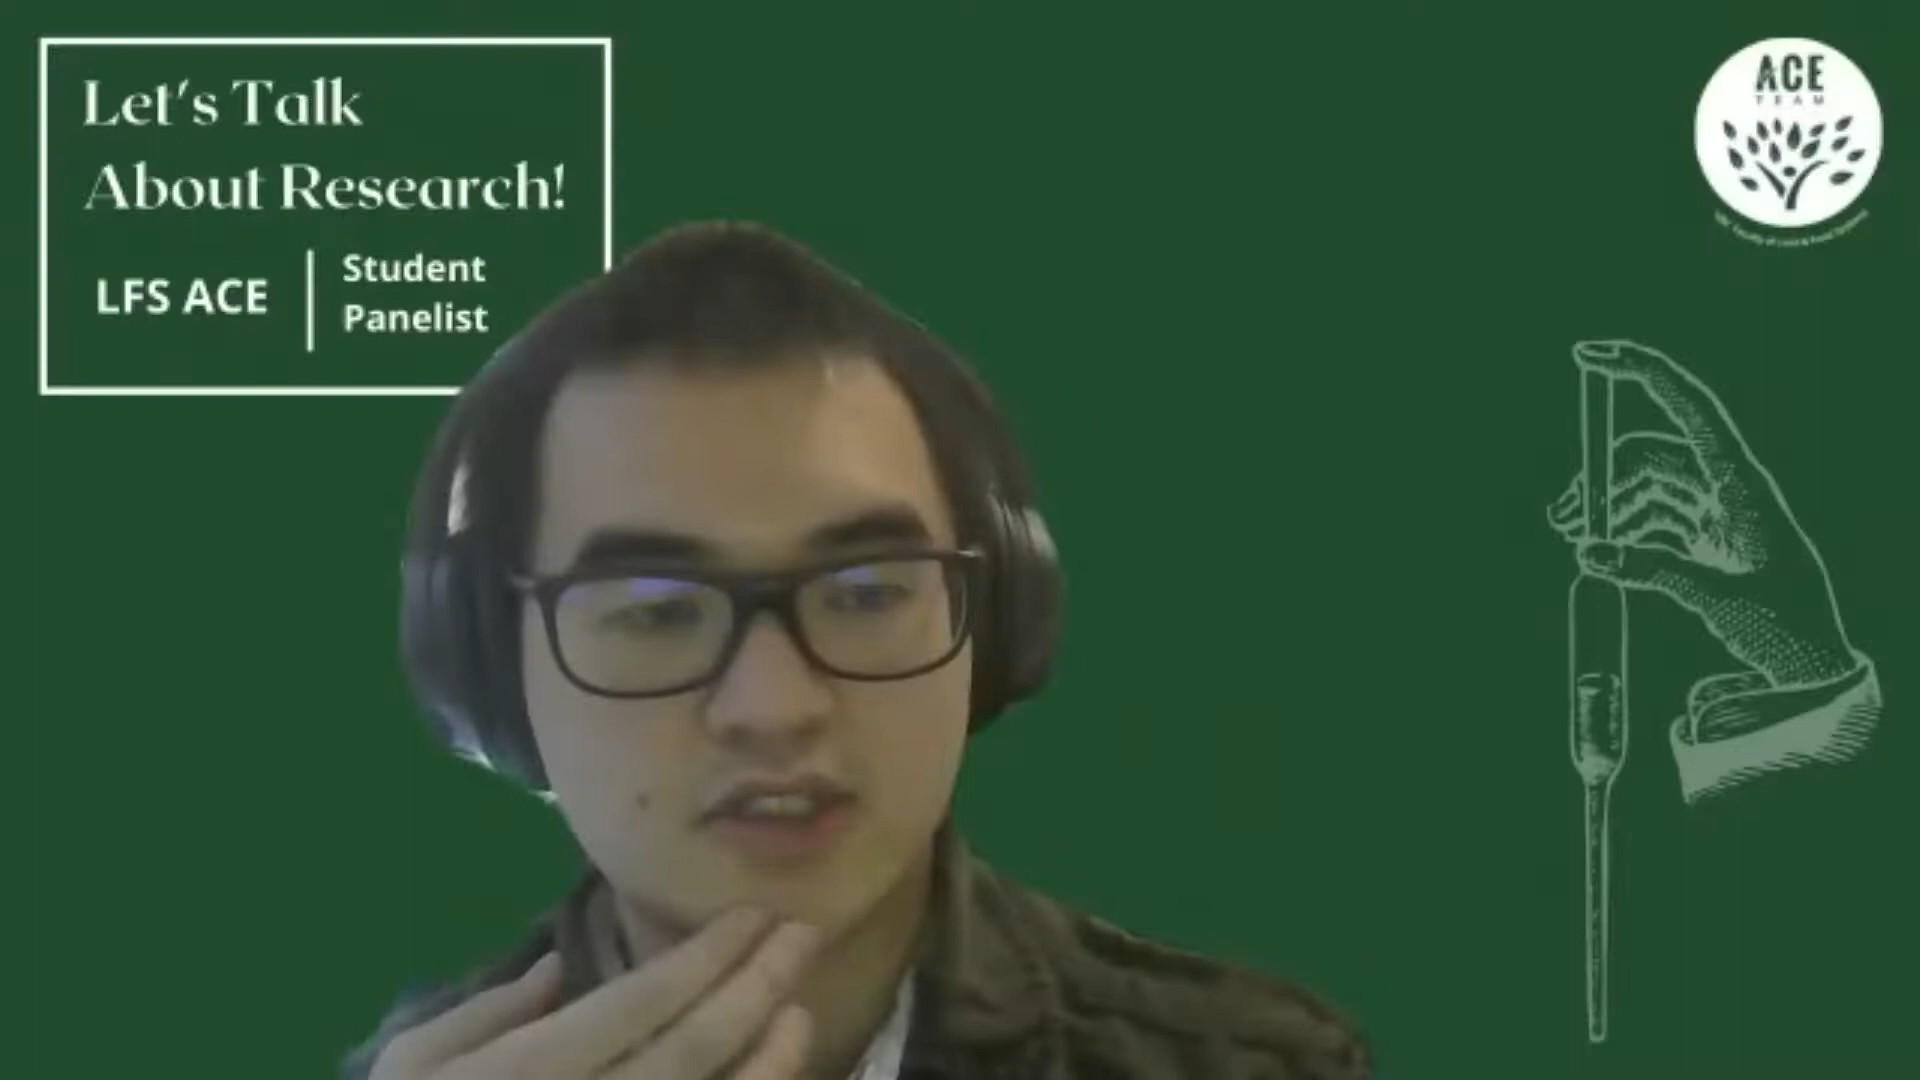 Let's Talk
About Research!
LFS ACE
Student
Panelist
ACE
TEAM